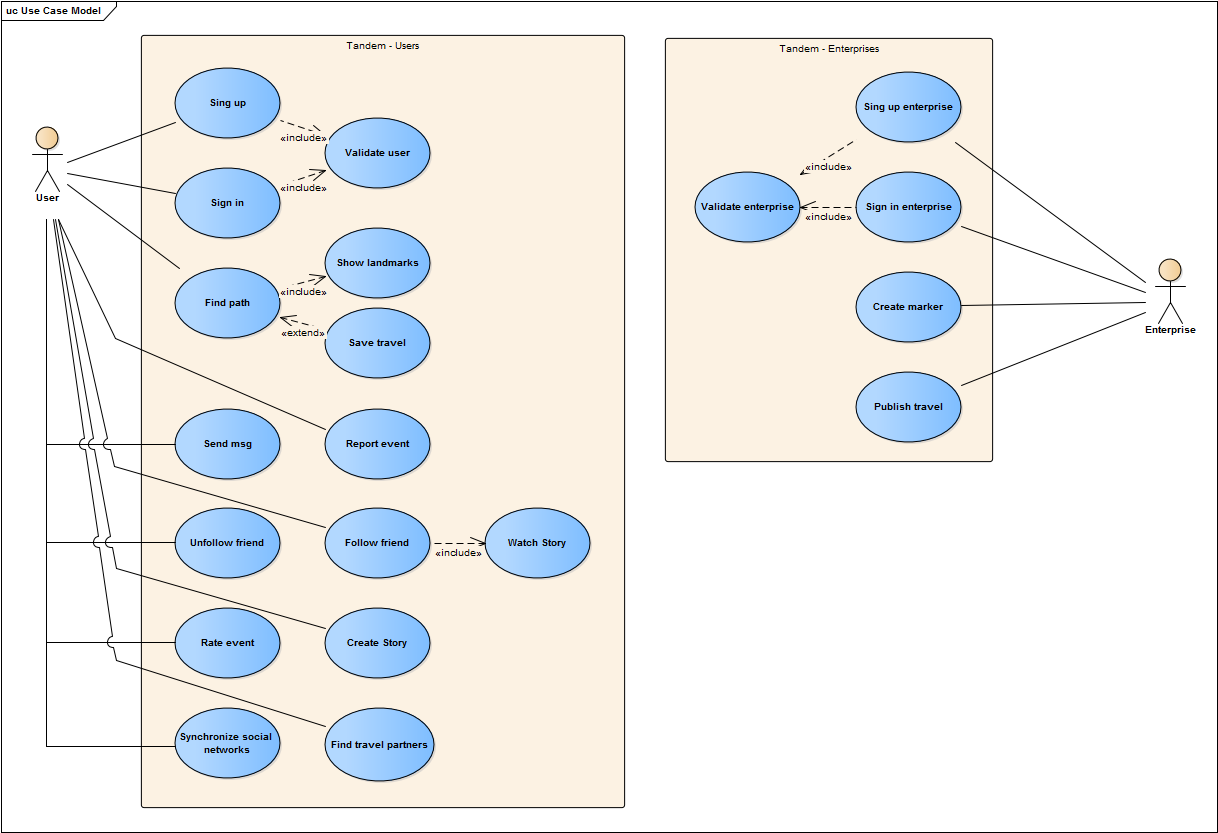 uc Use Case Model
Tandem - Users
Tandem - Enterprises
Sing up
«include»
Validate user
Sign in
«include»
User
Show landmarks
Find path
«include»
«extend»
Save travel
Send msg
Report event
Unfollow friend
Follow friend
«include»
Watch Story
Rate event
Create Story
Synchronize social
networks
Find travel partners
Sing up enterprise
«include»
Validate enterprise
Sign in enterprise
«include»
Create marker
Enterprise
Publish travel